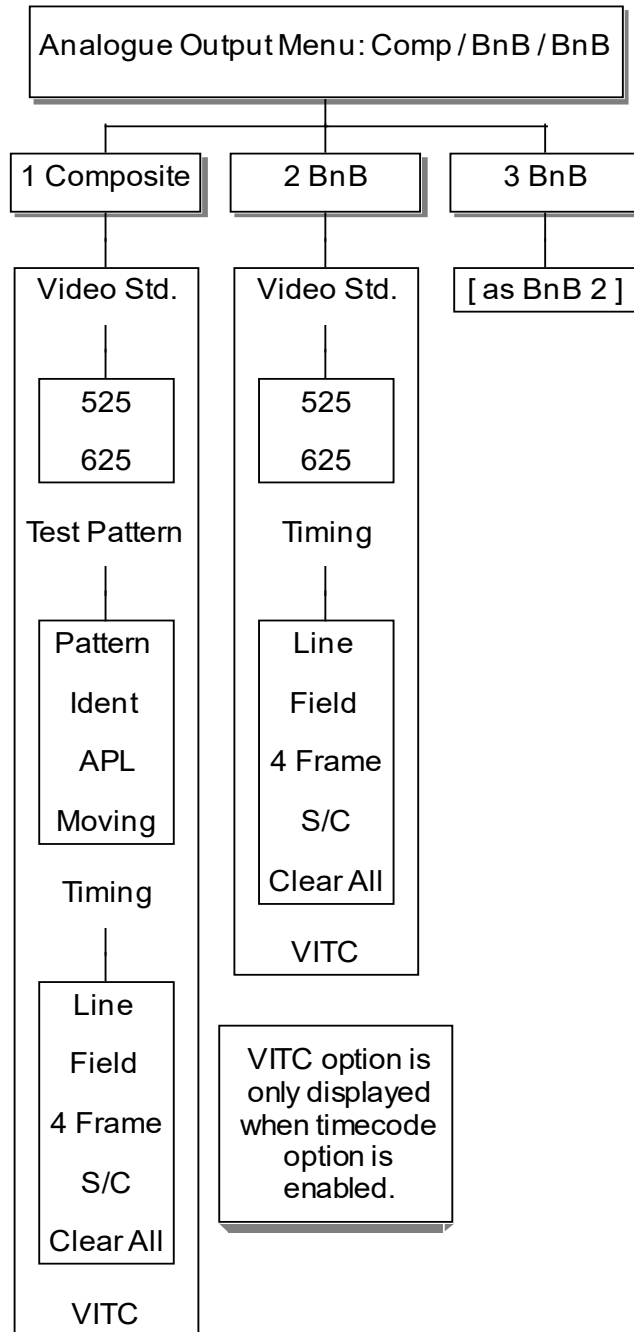 Analogue Output Menu: Comp / BnB / BnB
1 Composite
2 BnB
3 BnB
Video Std.
525
625
Test Pattern
Pattern
Ident
APL
Moving
Timing
Line
Field
4 Frame
S/C
Clear All
VITC
Video Std.
525
625
Timing
Line
Field
4 Frame
S/C
Clear All
VITC
[ as BnB 2 ]
VITC option is
only displayed
when timecode
option is
enabled.